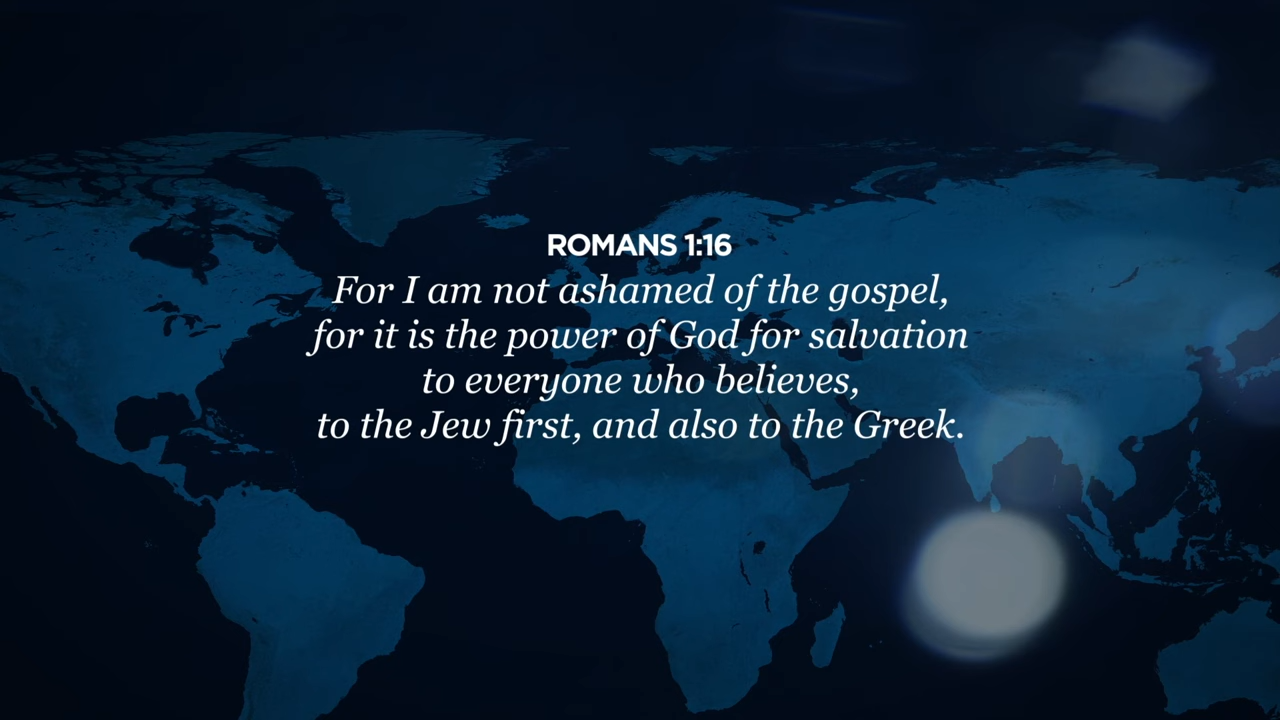 ROMANS 1:16
For I am not ashamed of the gospel,
for it is the power of God for salvation
to everyone who believes,
to the Jew first, and also to the Greek.